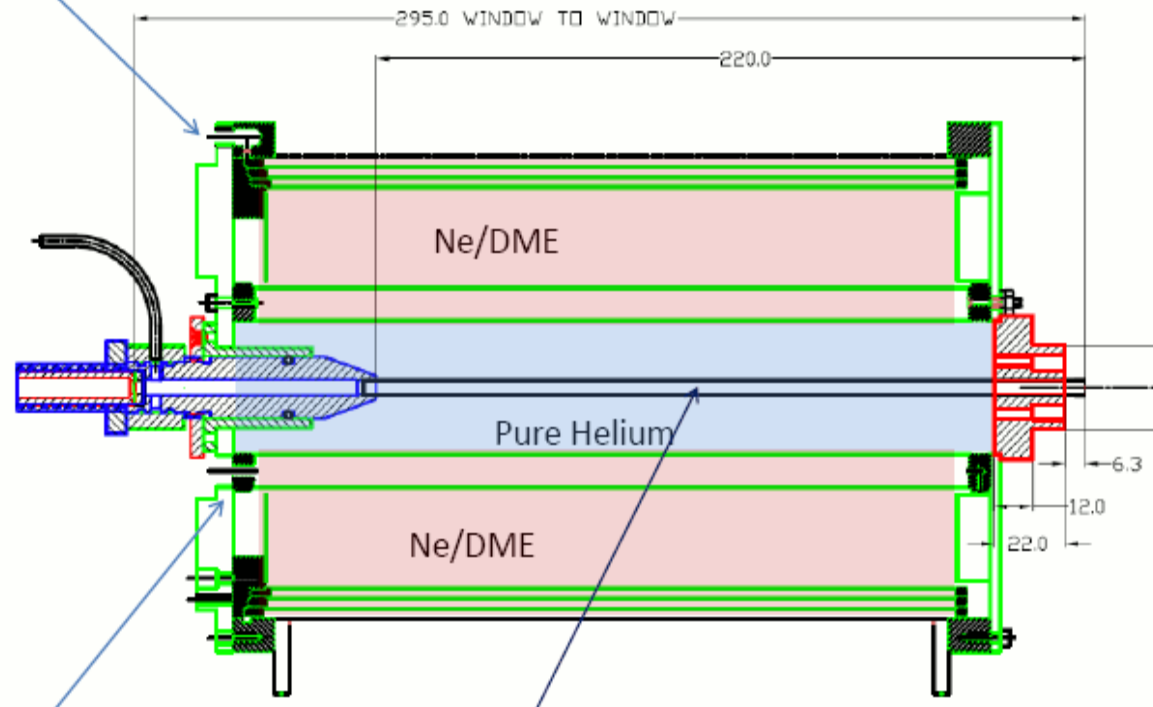 295.0 WINDOW TO WINDOW
220.0
Ne/DME
Pure Helium
6.3
12.0
22.0
Ne/DME